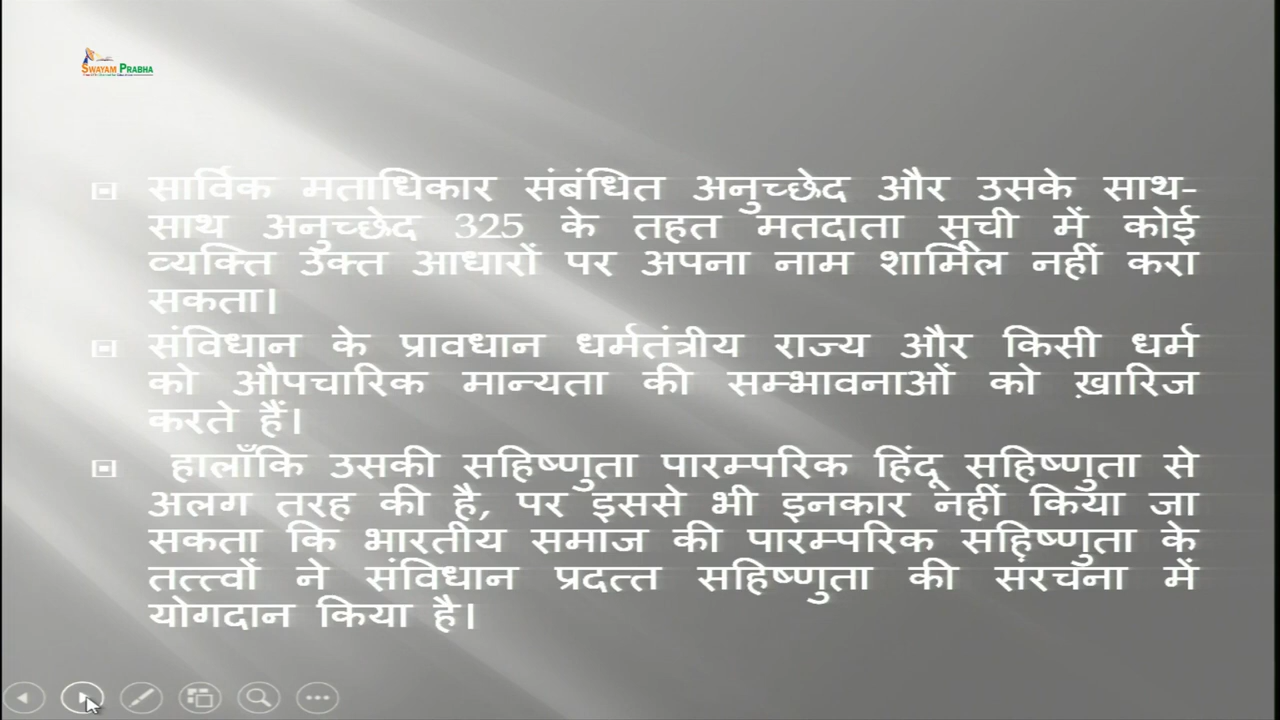 SWAYAM PRABHA
सार्विक मताधिकार संबंधित अनुच्छेद और उसके साथ-
साथ अनुच्छेद 325 के तहत मतदाता सूची में कोई
व्यक्ति उक्त आधारों पर अपना नाम शामिल नहीं करा
सकता।
संविधान के प्रावधान धर्मतंत्रीय राज्य और किसी धर्म
को औपचारिक मान्यता की सम्भावनाओं को ख़ारिज
करते हैं।
हालाँकि उसकी सहिष्णुता पारम्परिक हिंदू सहिष्णुता से
अलग तरह की है, पर इससे भी इनकार नहीं किया जा
सकता कि भारतीय समाज की पारम्परिक सहिष्णुता के
तत्त्वों ने संविधान प्रदत्त सहिष्णुता की संरचना में
योगदान किया है।